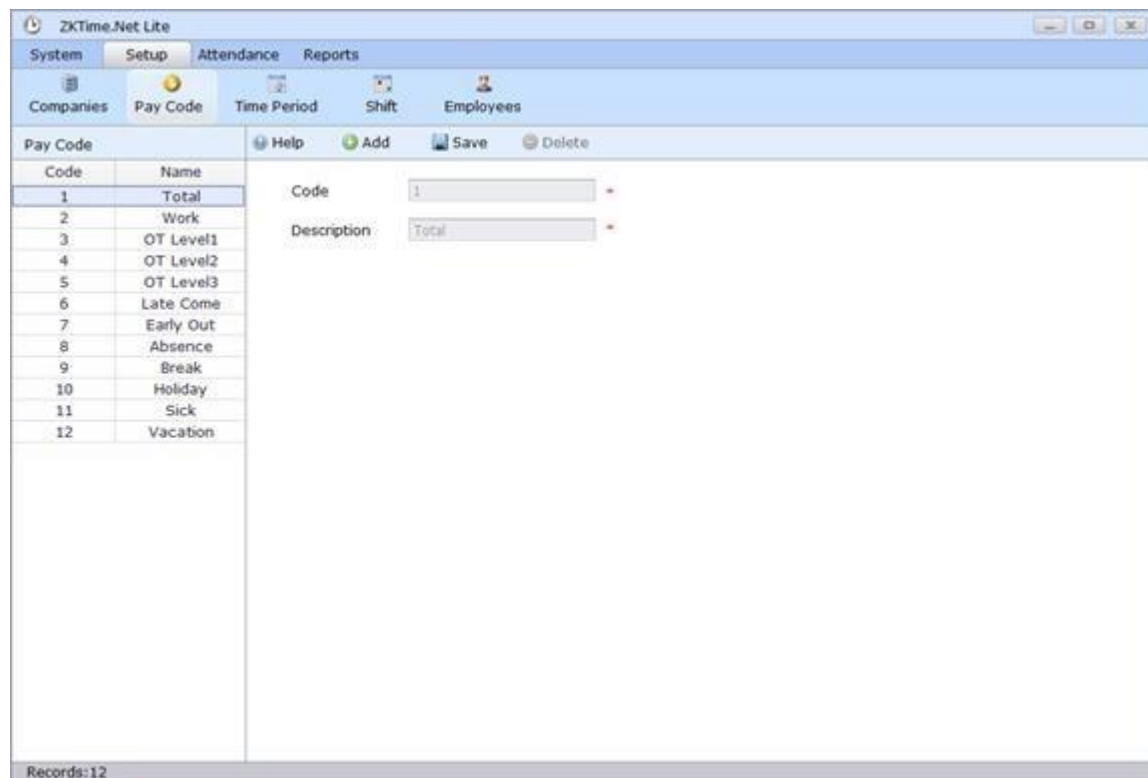 ZKTime.Net Lite
System Setup Attendance Reports
Companies Pay Code Time Period Shift Employees
Pay Code Help Add Save Delete
Code Name
1 Total
2 Work
3 OT Level1
4 OT Level2
5 OT Level3
6 Late Come
7 Early Out
8 Absence
9 Break
10 Holiday
11 Sick
12 Vacation
Code 1 *
Description Total *
Records:12